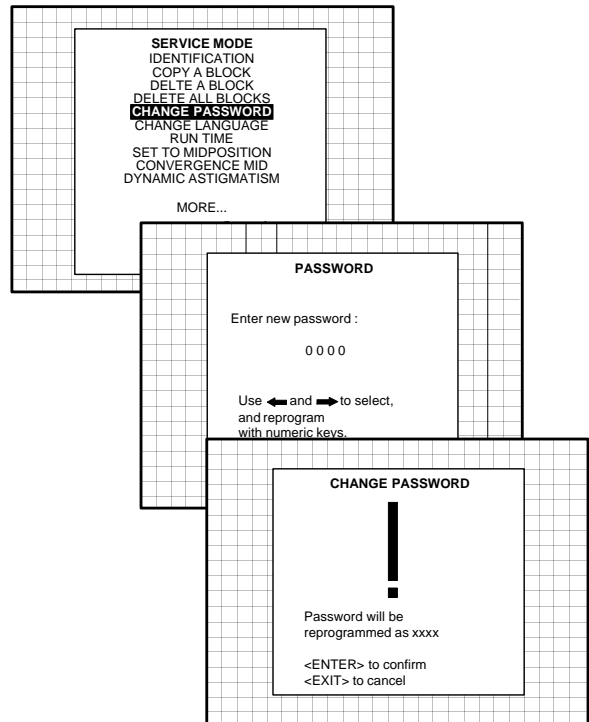 SERVICE MODE
IDENTIFICATION
COPY A BLOCK
DELTE A BLOCK
DELETE ALL BLOCKS
CHANGE PASSWORD
CHANGE LANGUAGE
RUN TIME
SET TO MIDPOSITION
CONVERGENCE MID
DYNAMIC ASTIGMATISM
MORE...
PASSWORD
Enter new password :
0 0 0 0
Use ← and → to select,
and reprogram
with numeric keys.
CHANGE PASSWORD
!
Password will be
reprogrammed as xxxx
<ENTER> to confirm
<EXIT> to cancel